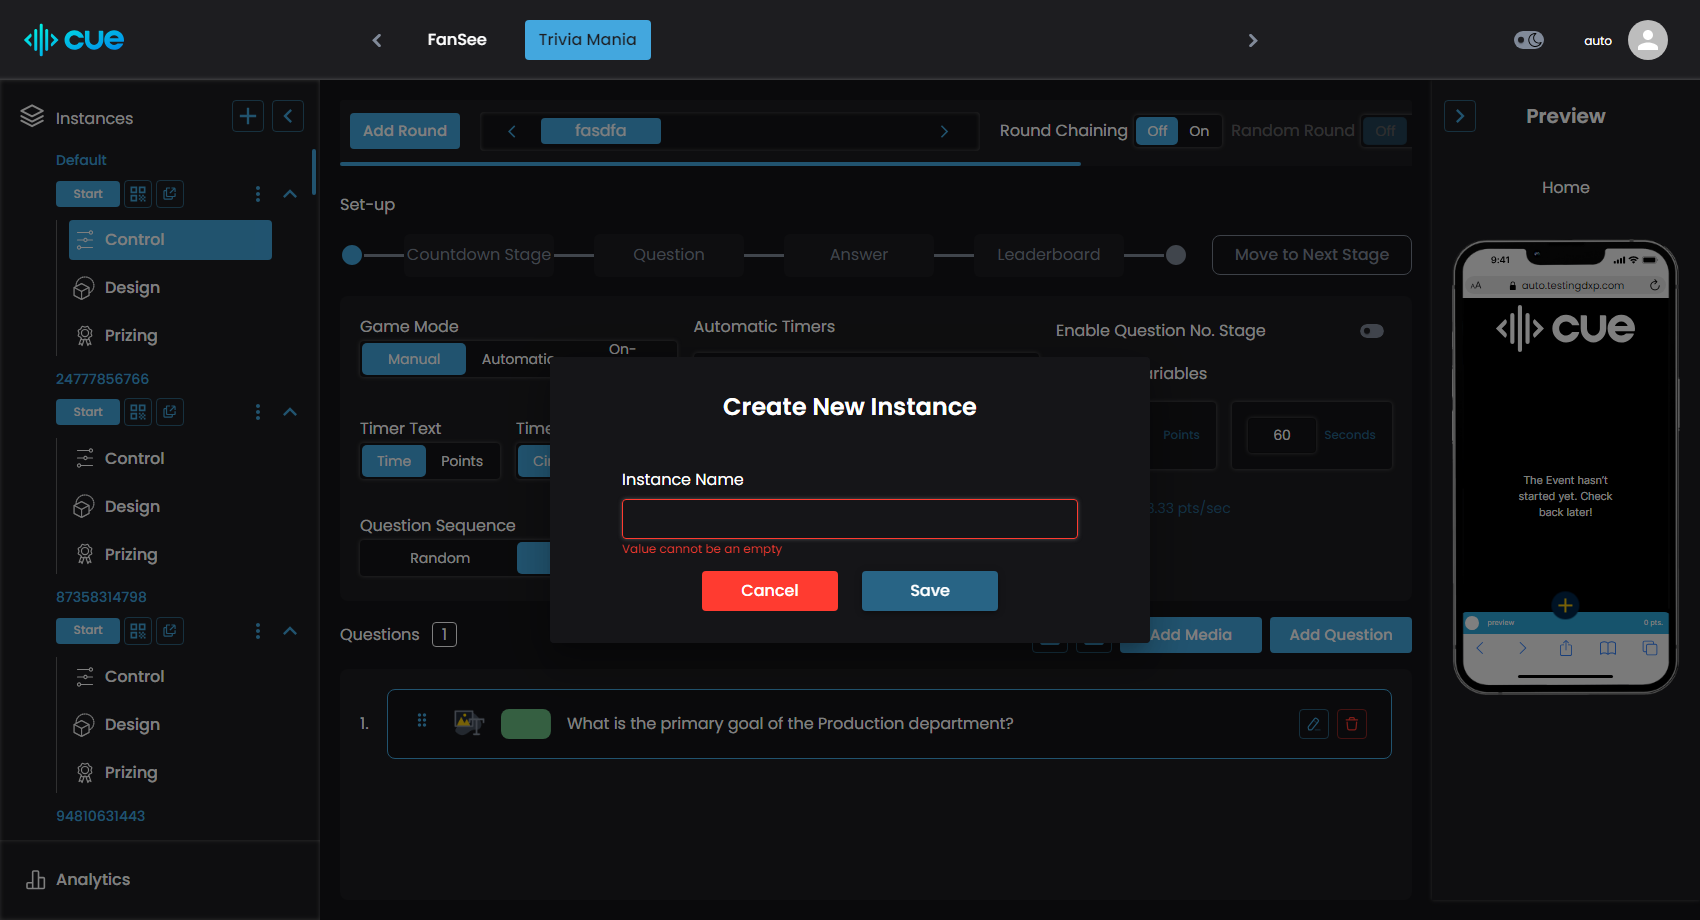 cue
FanSee
Trivia Mania
auto
Instances
Default
Start
Control
Design
Prizing
24777856766
Start
Control
Design
Prizing
87358314798
Start
Control
Design
Prizing
94810631443
Analytics
Add Round
fasdfa
Round Chaining
Off
On
Random Round
Off
Set-up
Countdown Stage
Question
Answer
Leaderboard
Move to Next Stage
Game Mode
Manual
Automatic
On-
Automatic Timers
Enable Question No. Stage
ariables
Timer Text
Time
Points
Time
Points
60
Seconds
3.33 pts/sec
Question Sequence
Random
Create New Instance
Instance Name
Value cannot be an empty
Cancel
Save
Questions
1
Add Media
Add Question
1.
What is the primary goal of the Production department?
Preview
Home
9:41
AA
auto.testingdxp.com
cue
The Event hasn't
started yet. Check
back later!
preview
0 pts.